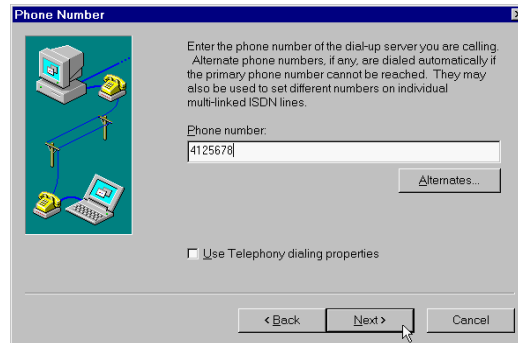 Phone Number
Enter the phone number of the dial-up server you are calling.
Alternate phone numbers, if any, are dialed automatically if
the primary phone number cannot be reached. They may
also be used to set different numbers on individual
multi-linked ISDN lines.
Phone number:
4125678
Alternates...
Use Telephony dialing properties
< Back
Next >
Cancel